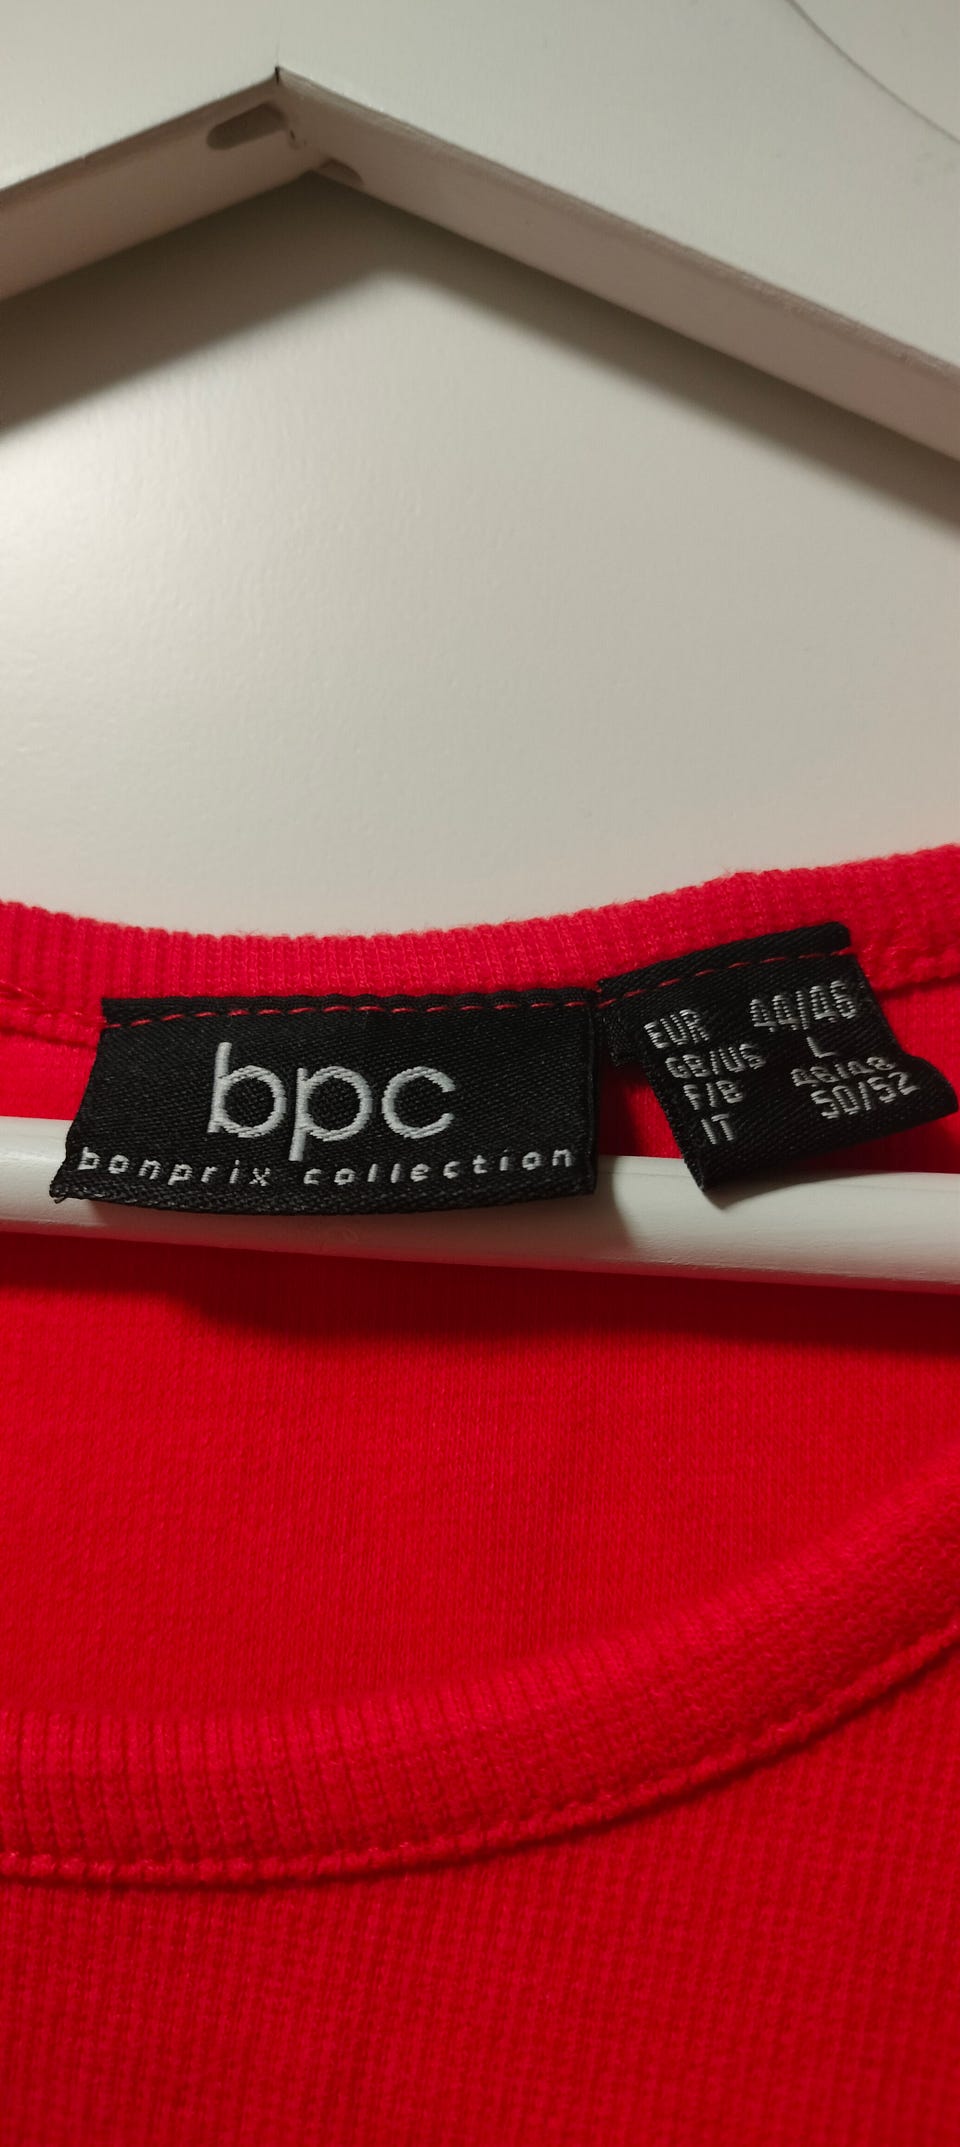 bpc
bonprix collection
EUR 44/46
GB/US L
F/B 46/48
IT 50/52